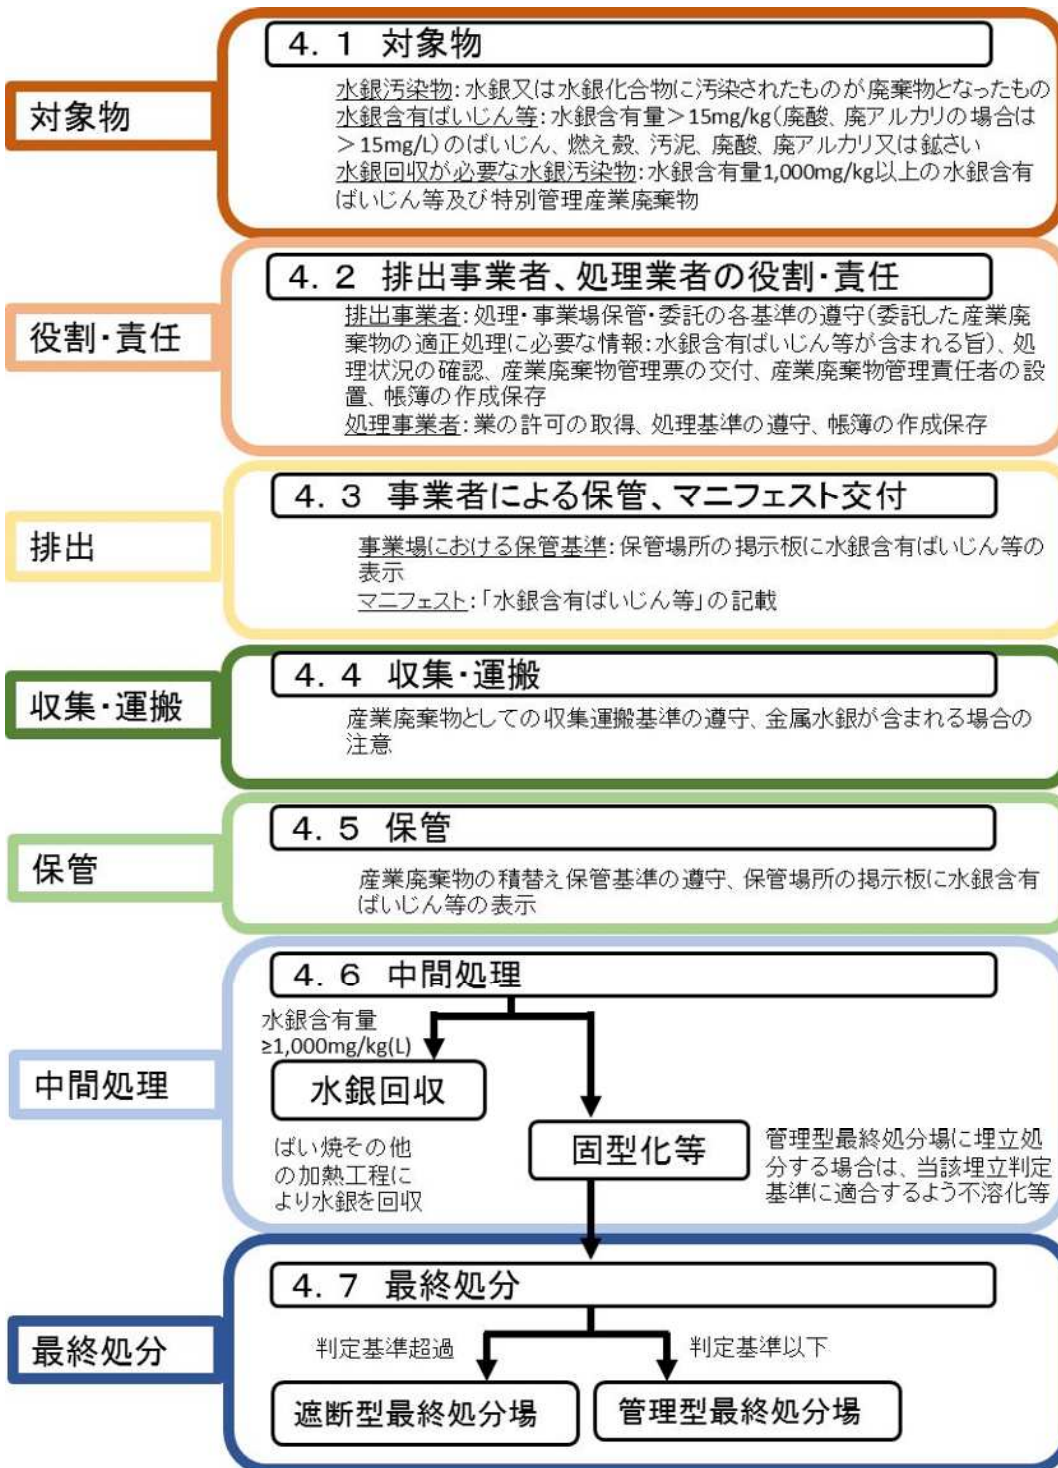 対象物
4.1 対象物
水銀汚染物:水銀又は水銀化合物に汚染されたものが廃棄物となったもの
水銀含有ばいじん等:水銀含有量>15mg/kg(廃酸、廃アルカリの場合は
>15mg/L)のばいじん、燃え殻、汚泥、廃酸、廃アルカリ又は鉱さい
水銀回収が必要な水銀汚染物:水銀含有量1,000mg/kg以上の水銀含有
ばいじん等及び特別管理産業廃棄物
役割・責任
4.2 排出事業者、処理業者の役割・責任
排出事業者:処理・事業場保管・委託の各基準の遵守(委託した産業廃
棄物の適正処理に必要な情報:水銀含有ばいじん等が含まれる旨)、処
理状況の確認、産業廃棄物管理票の交付、産業廃棄物管理責任者の設
置、帳簿の作成保存
処理事業者:業の許可の取得、処理基準の遵守、帳簿の作成保存
排出
4.3 事業者による保管、マニフェスト交付
事業場における保管基準:保管場所の掲示板に水銀含有ばいじん等の
表示
マニフェスト:「水銀含有ばいじん等」の記載
収集・運搬
4.4 収集・運搬
産業廃棄物としての収集運搬基準の遵守、金属水銀が含まれる場合の
注意
保管
4.5 保管
産業廃棄物の積替え保管基準の遵守、保管場所の掲示板に水銀含有
ばいじん等の表示
中間処理
4.6 中間処理
水銀含有量
≥1,000mg/kg(L)
水銀回収
ばい焼その他
の加熱工程に
より水銀を回収
固型化等
管理型最終処分場に埋立処
分する場合は、当該埋立判定
基準に適合するよう不溶化等
最終処分
4.7 最終処分
判定基準超過
判定基準以下
遮断型最終処分場
管理型最終処分場